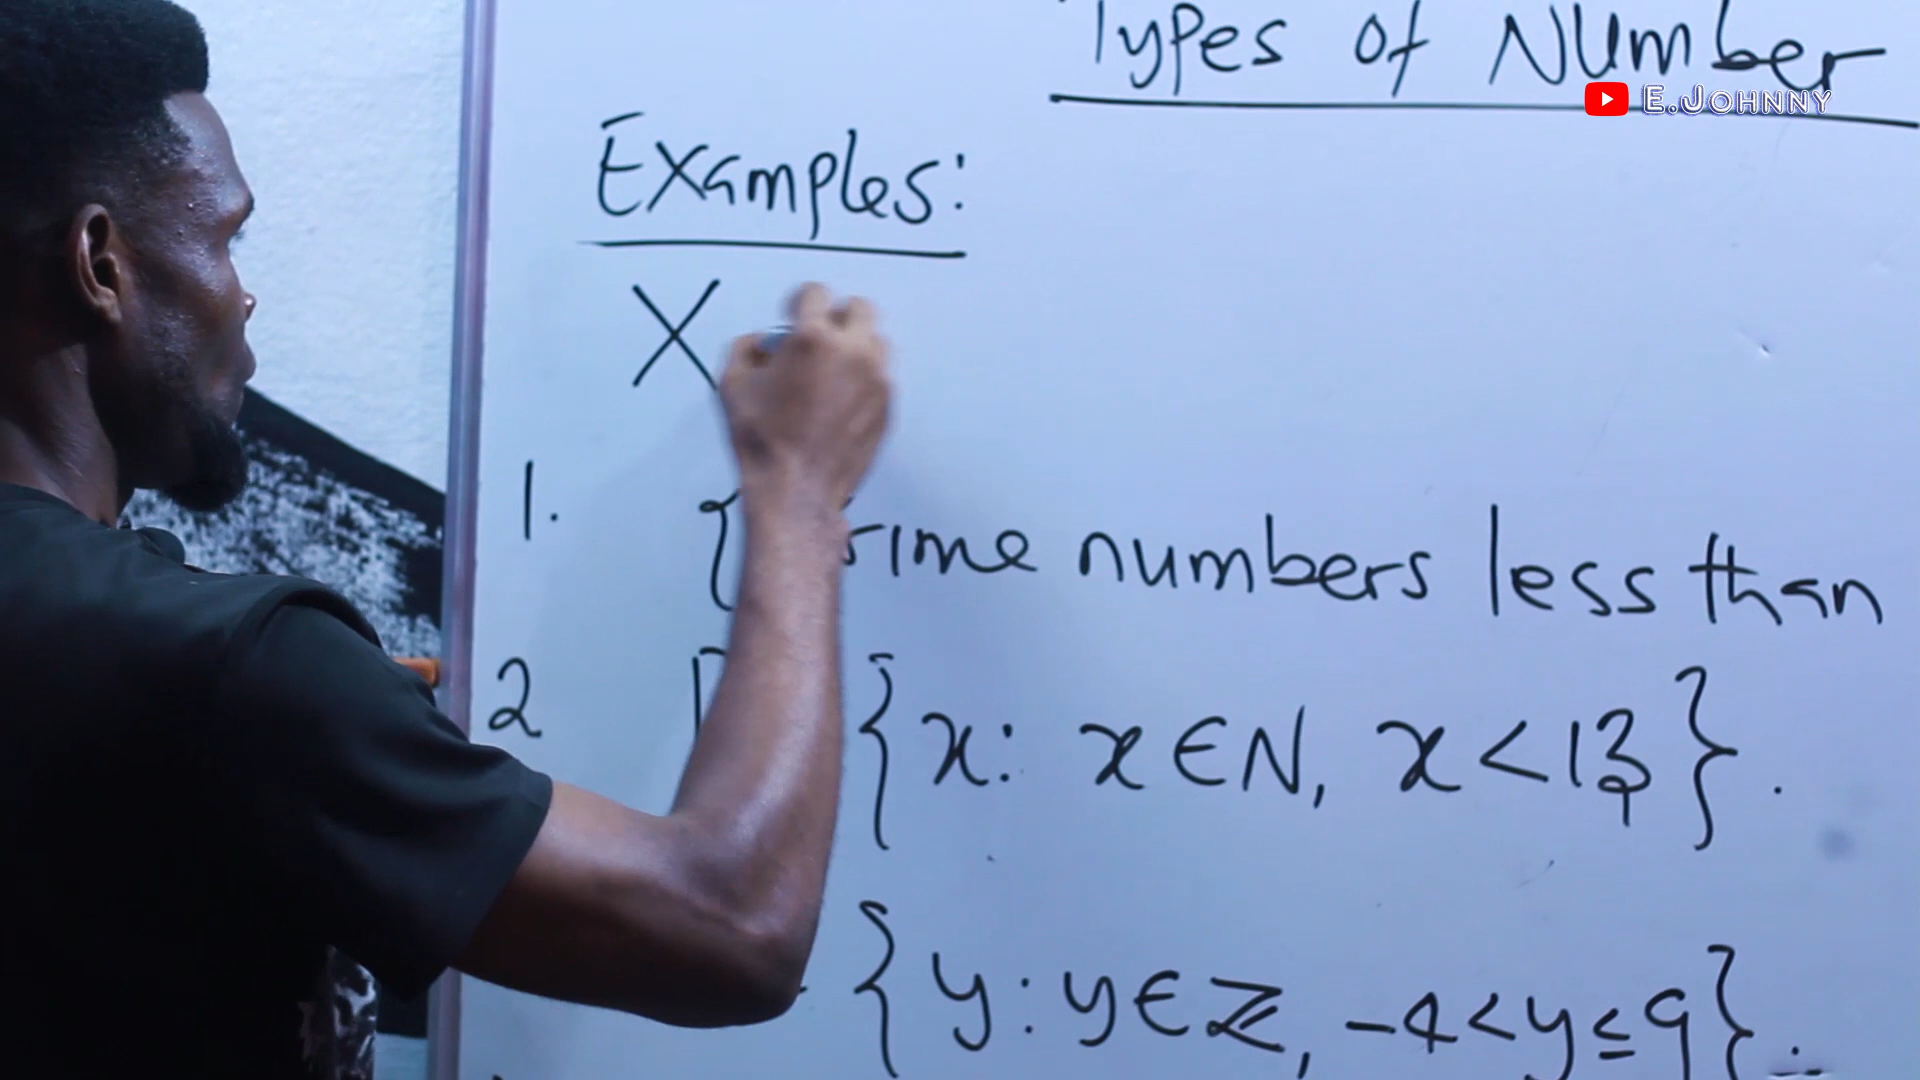 Types of Number
E.JOHNNY
Examples:
X
1. { rime numbers less than
2 {x: x∈N, x<13}.
{y: y∈Z, -4<y≤9}.